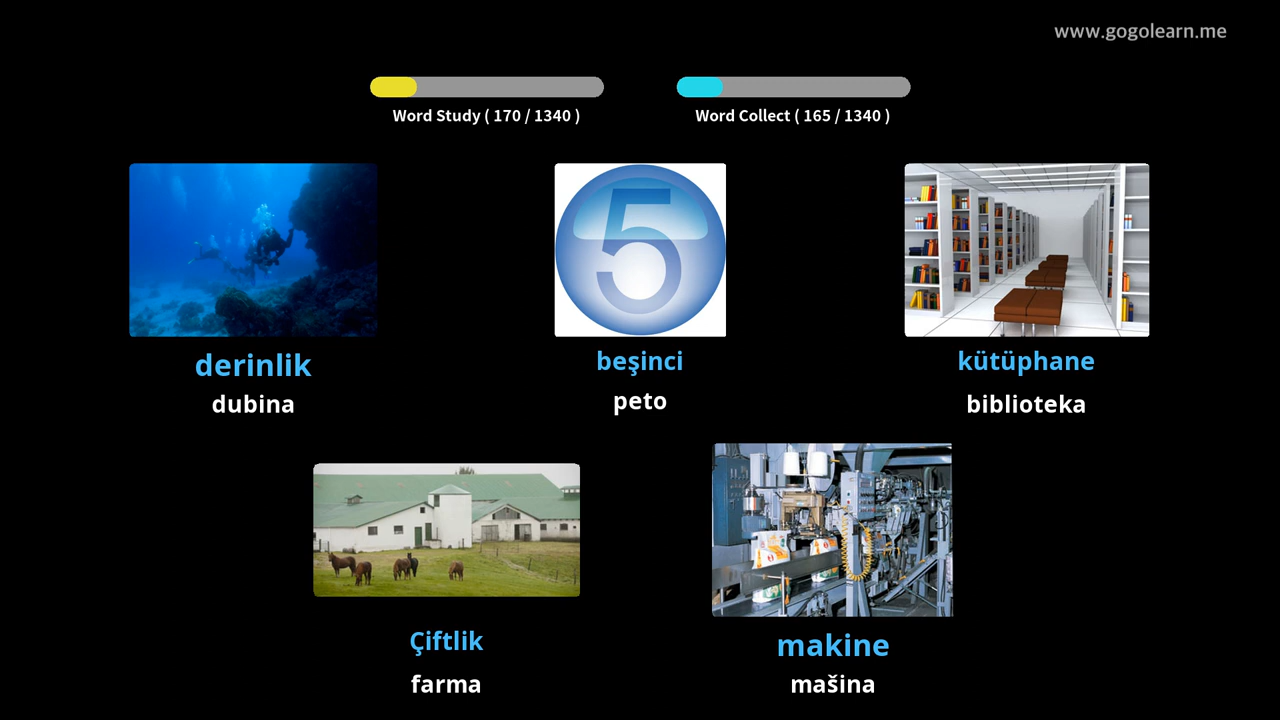 www.gogolearn.me
Word Study ( 170 / 1340 )
Word Collect ( 165 / 1340 )
5
derinlik
dubina
beşinci
peto
kütüphane
biblioteka
Çiftlik
farma
makine
mašina